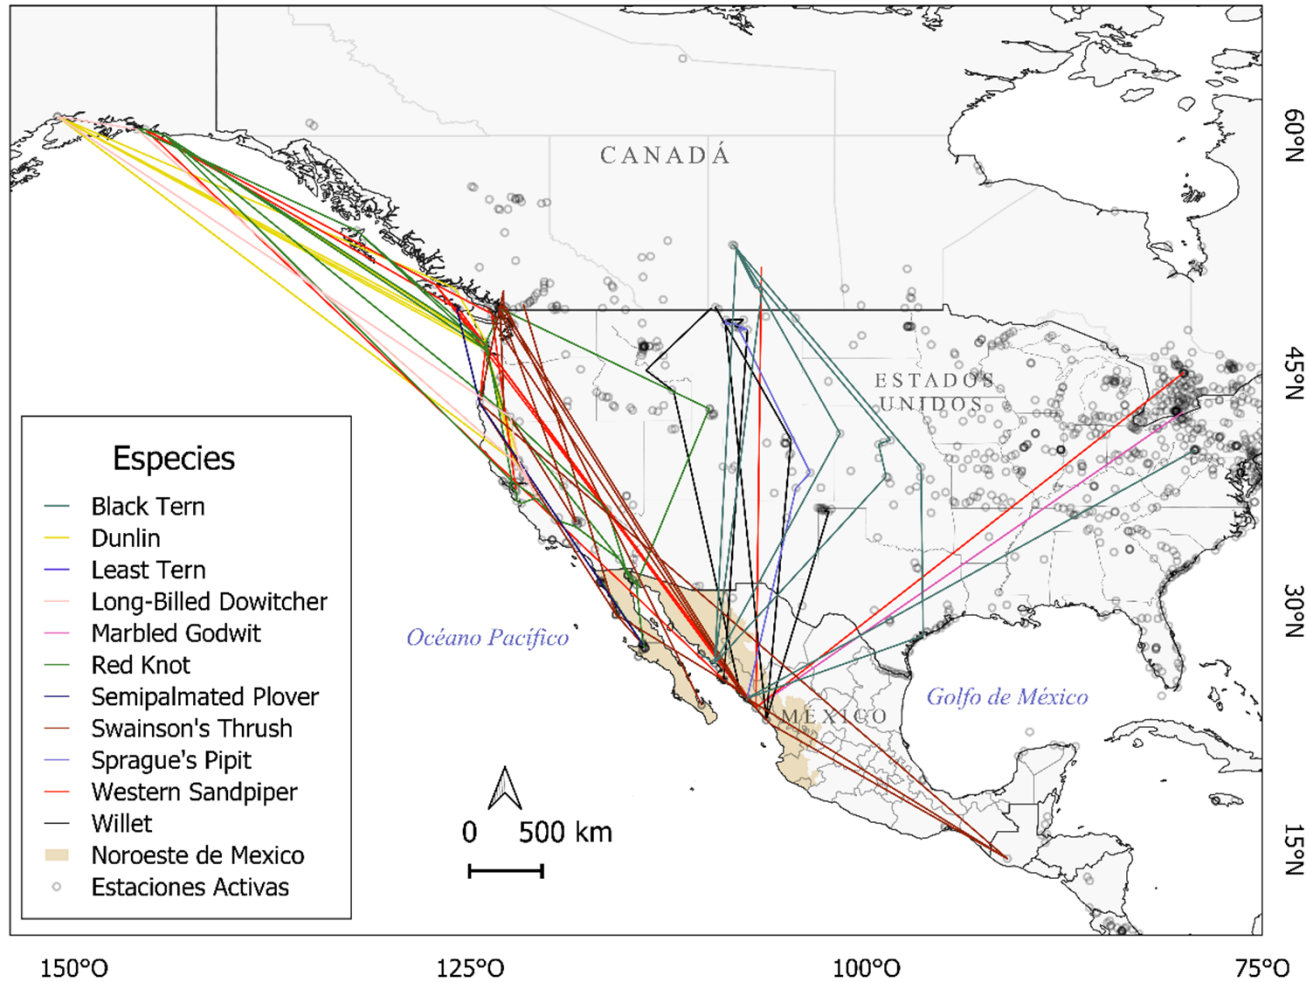 CANADÁ
ESTADOS
UNIDOS
Océano Pacífico
Golfo de México
MÉXICO
Especies
Black Tern
Dunlin
Least Tern
Long-Billed Dowitcher
Marbled Godwit
Red Knot
Semipalmated Plover
Swainson's Thrush
Sprague's Pipit
Western Sandpiper
Willet
Noroeste de Mexico
Estaciones Activas
0 500 km
60°N
45°N
30°N
15°N
150°O 125°O 100°O 75°O